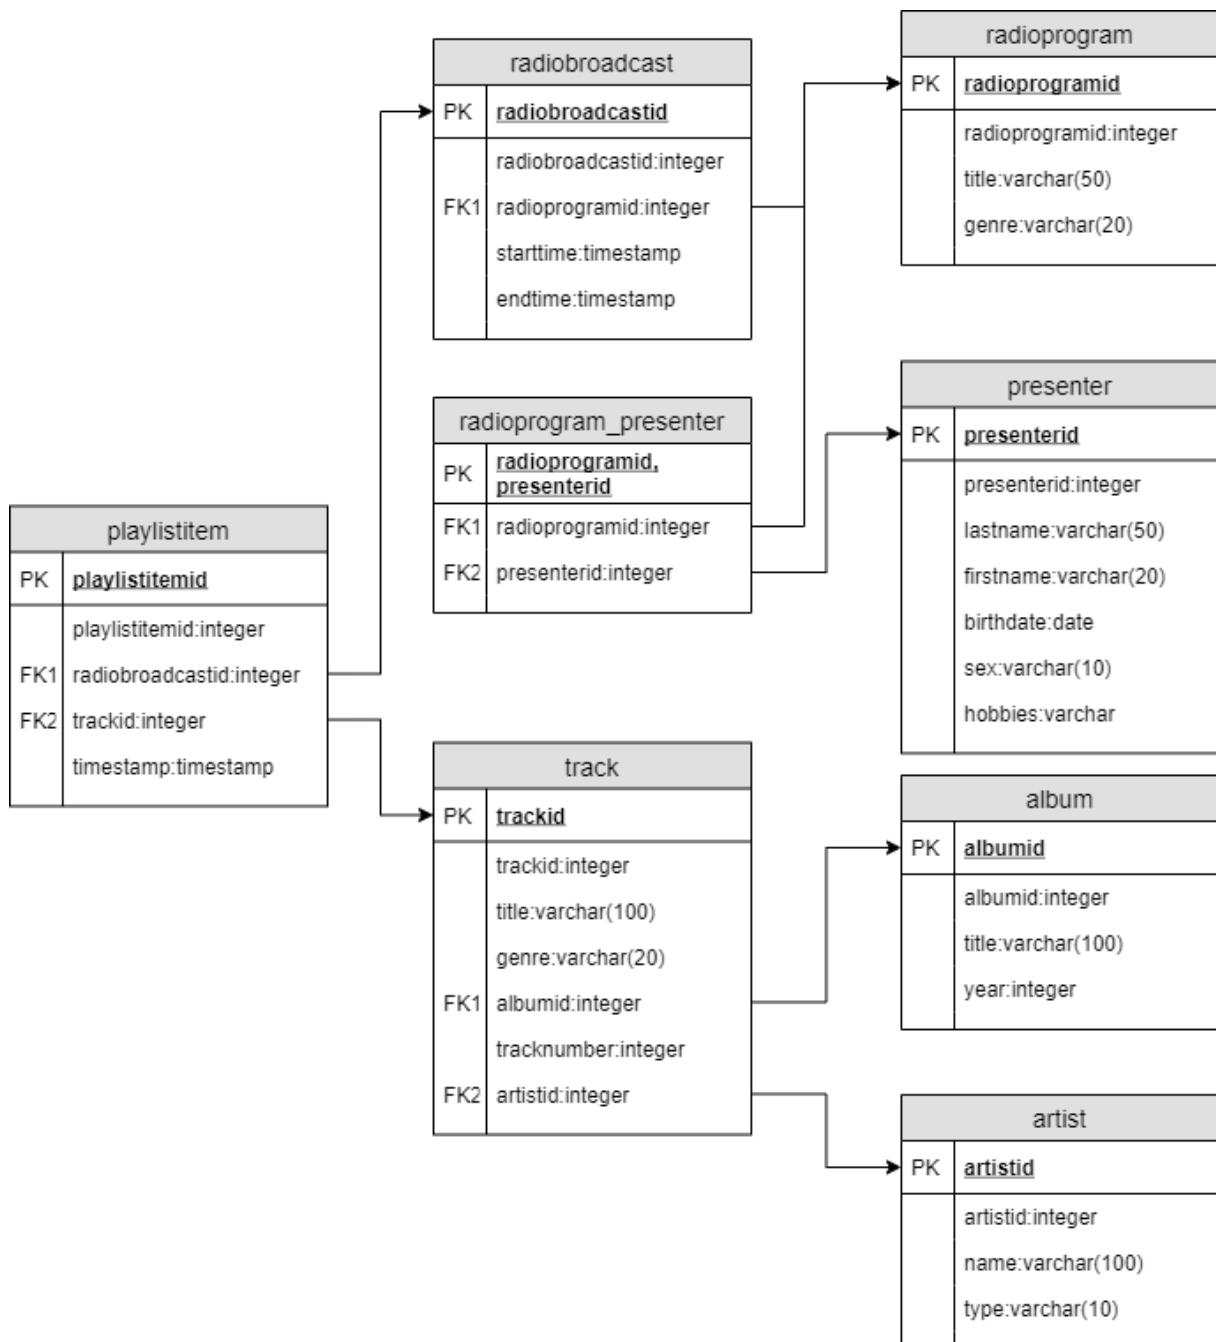 radiobroadcast
PK radiobroadcastid
radiobroadcastid:integer
FK1 radioprogramid:integer
starttime:timestamp
endtime:timestamp
radioprogram
PK radioprogramid
radioprogramid:integer
title:varchar(50)
genre:varchar(20)
radioprogram_presenter
PK radioprogramid,
presenterid
FK1 radioprogramid:integer
FK2 presenterid:integer
presenter
PK presenterid
presenterid:integer
lastname:varchar(50)
firstname:varchar(20)
birthdate:date
sex:varchar(10)
hobbies:varchar
playlistitem
PK playlistitemid
playlistitemid:integer
FK1 radiobroadcastid:integer
FK2 trackid:integer
timestamp:timestamp
track
PK trackid
trackid:integer
title:varchar(100)
genre:varchar(20)
FK1 albumid:integer
tracknumber:integer
FK2 artistid:integer
album
PK albumid
albumid:integer
title:varchar(100)
year:integer
artist
PK artistid
artistid:integer
name:varchar(100)
type:varchar(10)